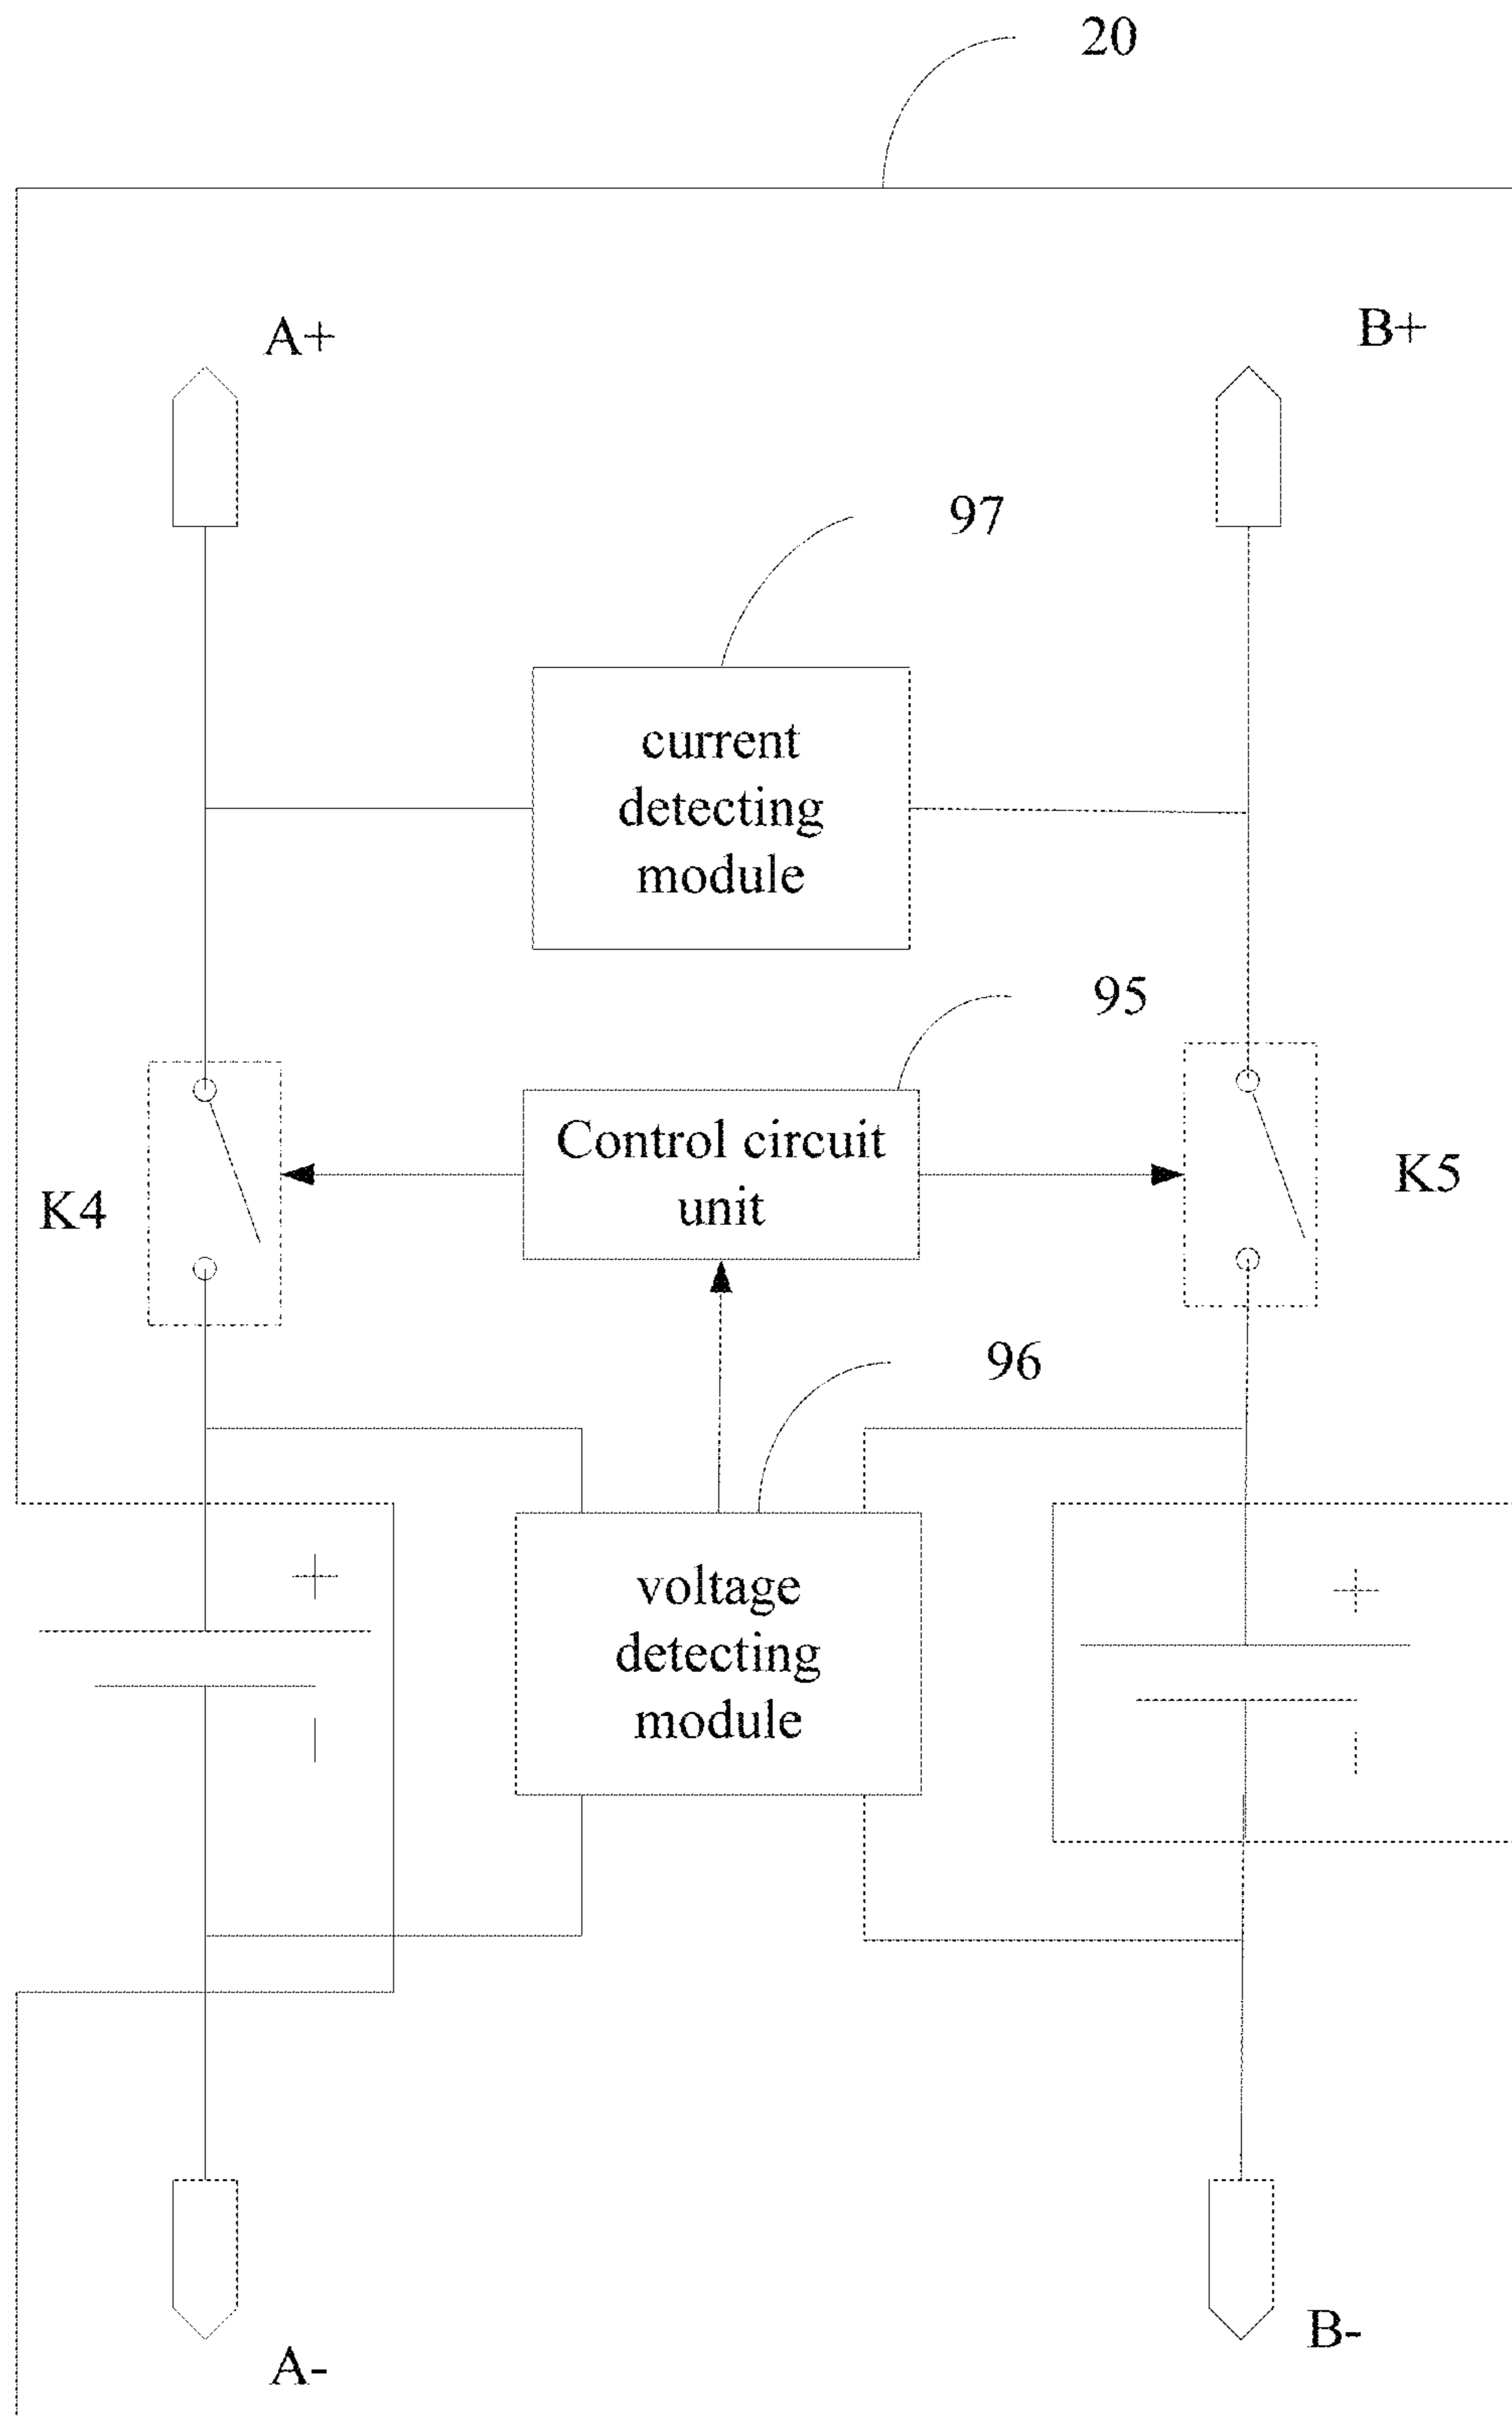 20
A+
B+
97
current
detecting
module
95
Control circuit
unit
K4
K5
96
voltage
detecting
module
+
+
A-
B-